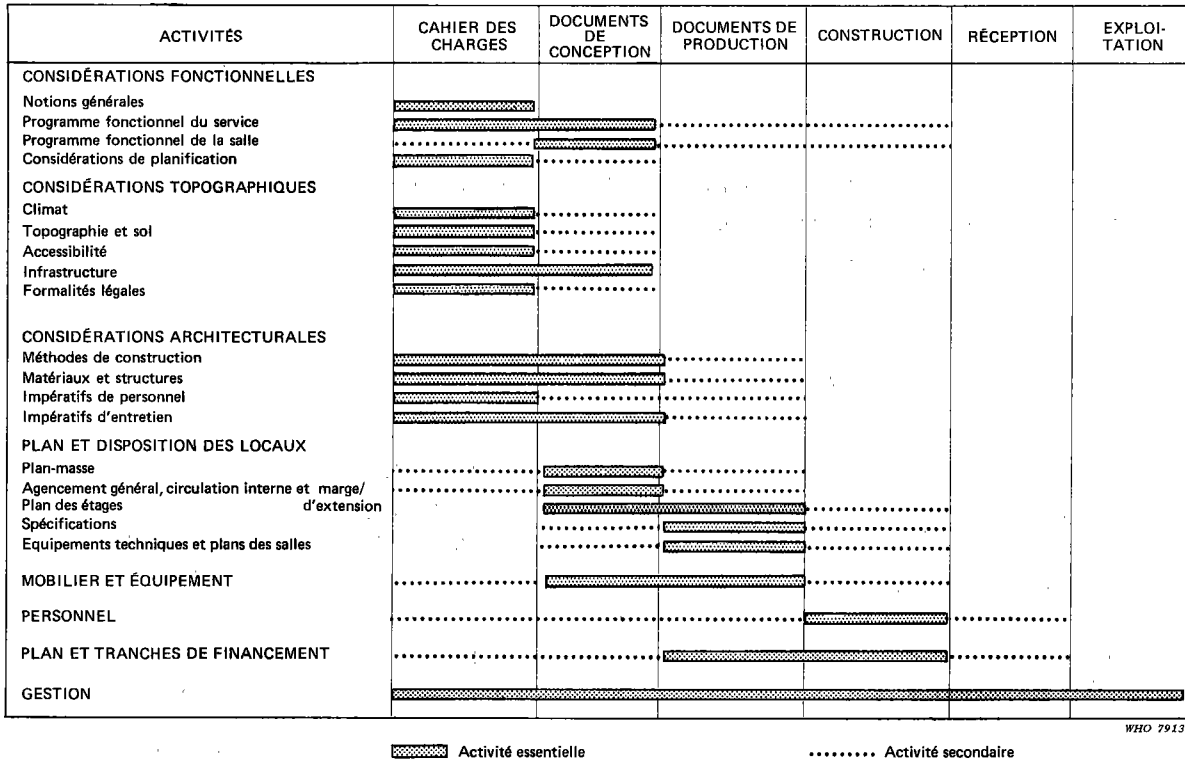 ACTIVITÉS
CAHIER DES
CHARGES
DOCUMENTS
DE
CONCEPTION
DOCUMENTS DE
PRODUCTION
CONSTRUCTION
RÉCEPTION
EXPLOI-
TATION
CONSIDÉRATIONS FONCTIONNELLES
Notions générales
Programme fonctionnel du service
Programme fonctionnel de la salle
Considérations de planification
CONSIDÉRATIONS TOPOGRAPHIQUES
Climat
Topographie et sol
Accessibilité
Infrastructure
Formalités légales
CONSIDÉRATIONS ARCHITECTURALES
Méthodes de construction
Matériaux et structures
Impératifs de personnel
Impératifs d'entretien
PLAN ET DISPOSITION DES LOCAUX
Plan-masse
Agencement général, circulation interne et marge/
Plan des étages d'extension
Spécifications
Equipements techniques et plans des salles
MOBILIER ET ÉQUIPEMENT
PERSONNEL
PLAN ET TRANCHES DE FINANCEMENT
GESTION
WHO 7913
Activité essentielle
Activité secondaire